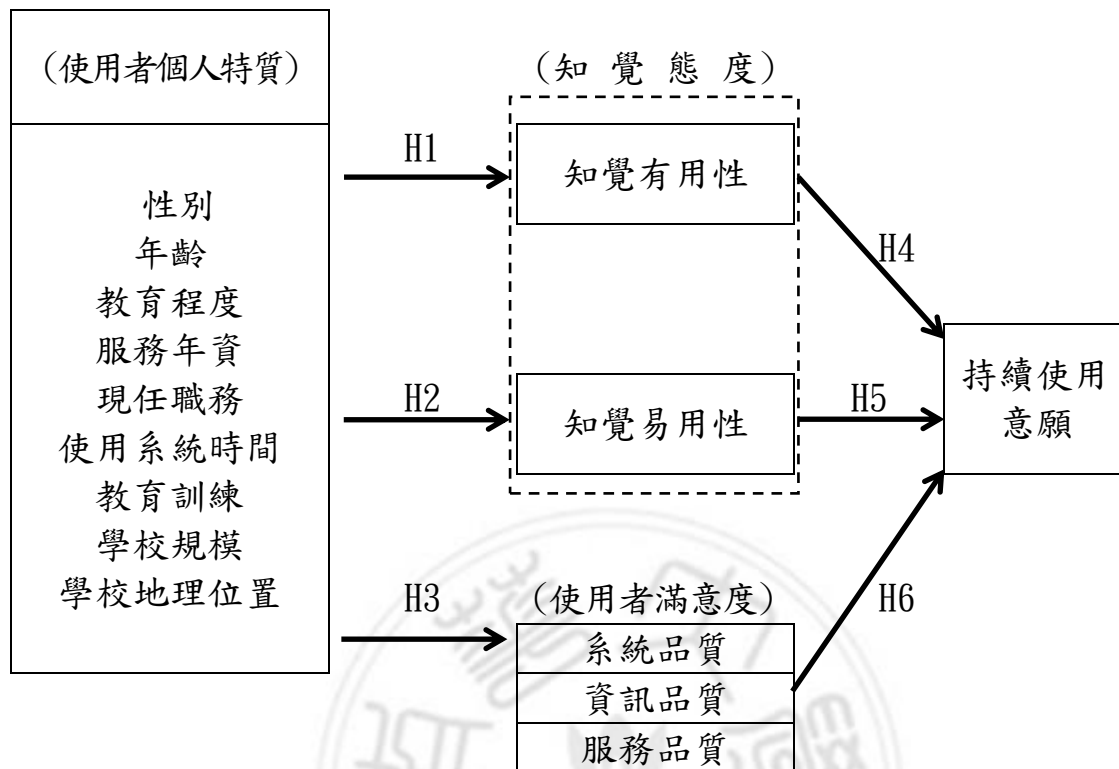 (使用者個人特質)
性別
年齡
教育程度
服務年資
現任職務
使用系統時間
教育訓練
學校規模
學校地理位置
H1
H2
H3
(知 覺 態 度)
知覺有用性
知覺易用性
(使用者滿意度)
系統品質
資訊品質
服務品質
H4
H5
H6
持續使用
意願